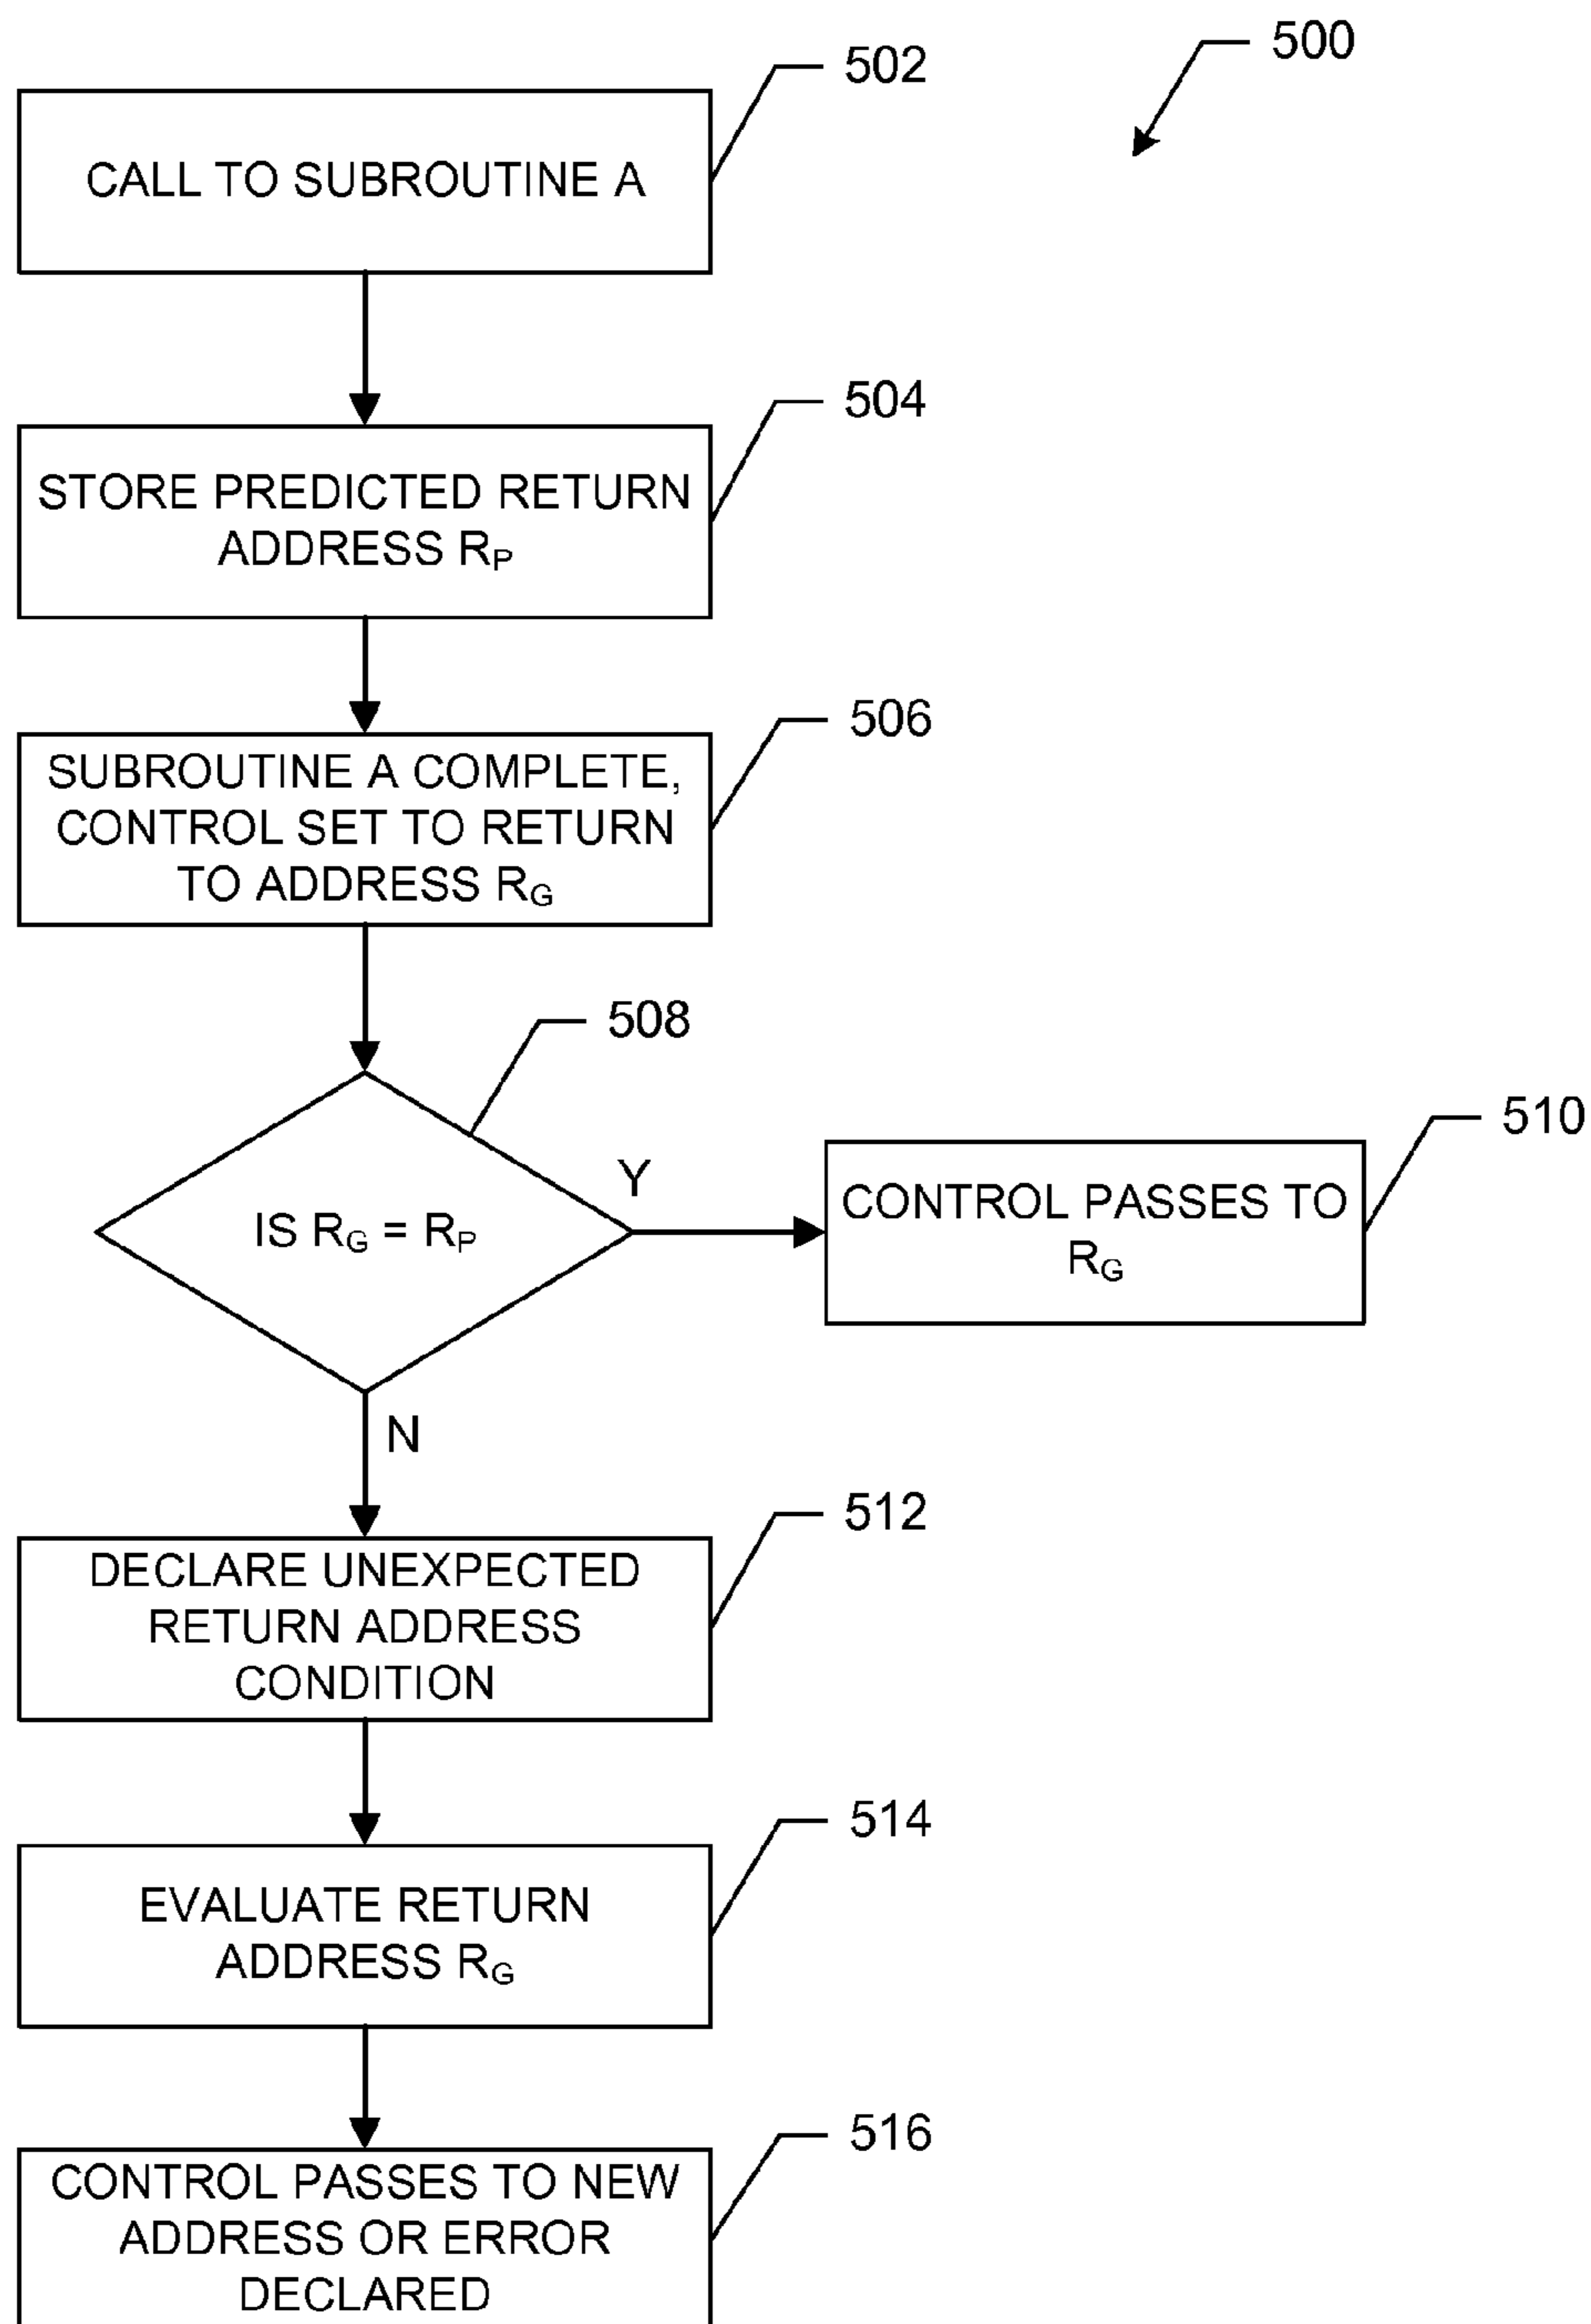 500
502
CALL TO SUBROUTINE A
504
STORE PREDICTED RETURN
ADDRESS RP
506
SUBROUTINE A COMPLETE,
CONTROL SET TO RETURN
TO ADDRESS RG
508
IS RG = RP
Y
510
CONTROL PASSES TO
RG
N
512
DECLARE UNEXPECTED
RETURN ADDRESS
CONDITION
514
EVALUATE RETURN
ADDRESS RG
516
CONTROL PASSES TO NEW
ADDRESS OR ERROR
DECLARED